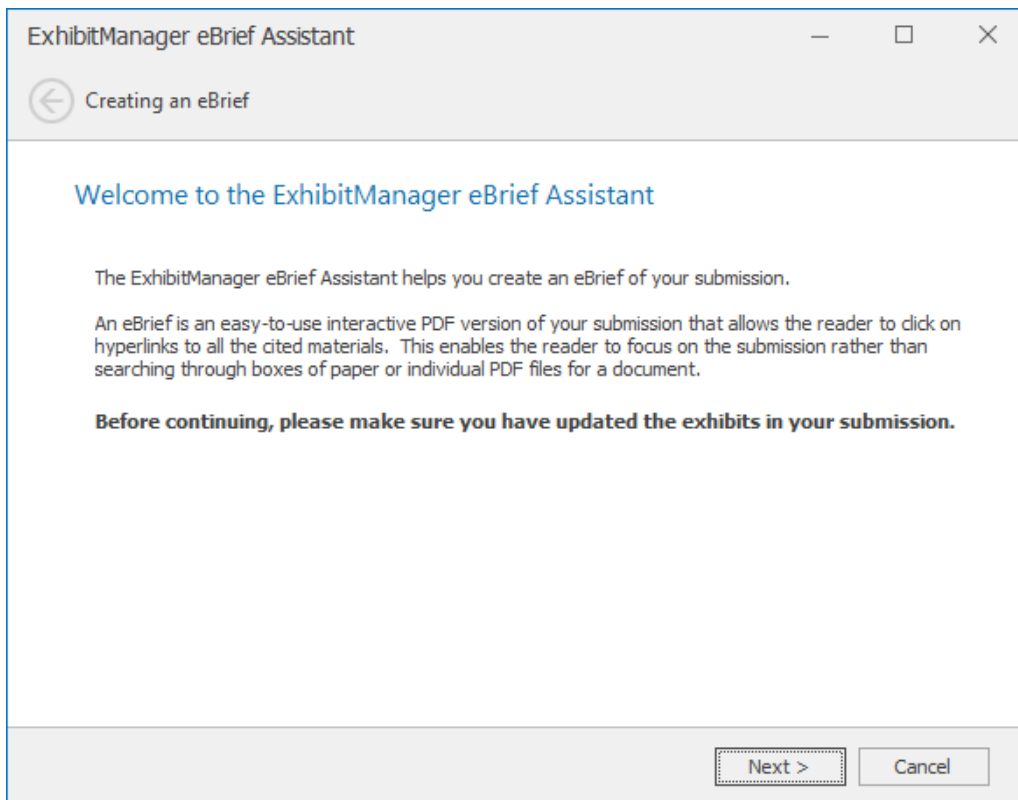 ExhibitManager eBrief Assistant
Creating an eBrief
Welcome to the ExhibitManager eBrief Assistant
The ExhibitManager eBrief Assistant helps you create an eBrief of your submission.
An eBrief is an easy-to-use interactive PDF version of your submission that allows the reader to click on
hyperlinks to all the cited materials.  This enables the reader to focus on the submission rather than
searching through boxes of paper or individual PDF files for a document.
Before continuing, please make sure you have updated the exhibits in your submission.
Next >
Cancel